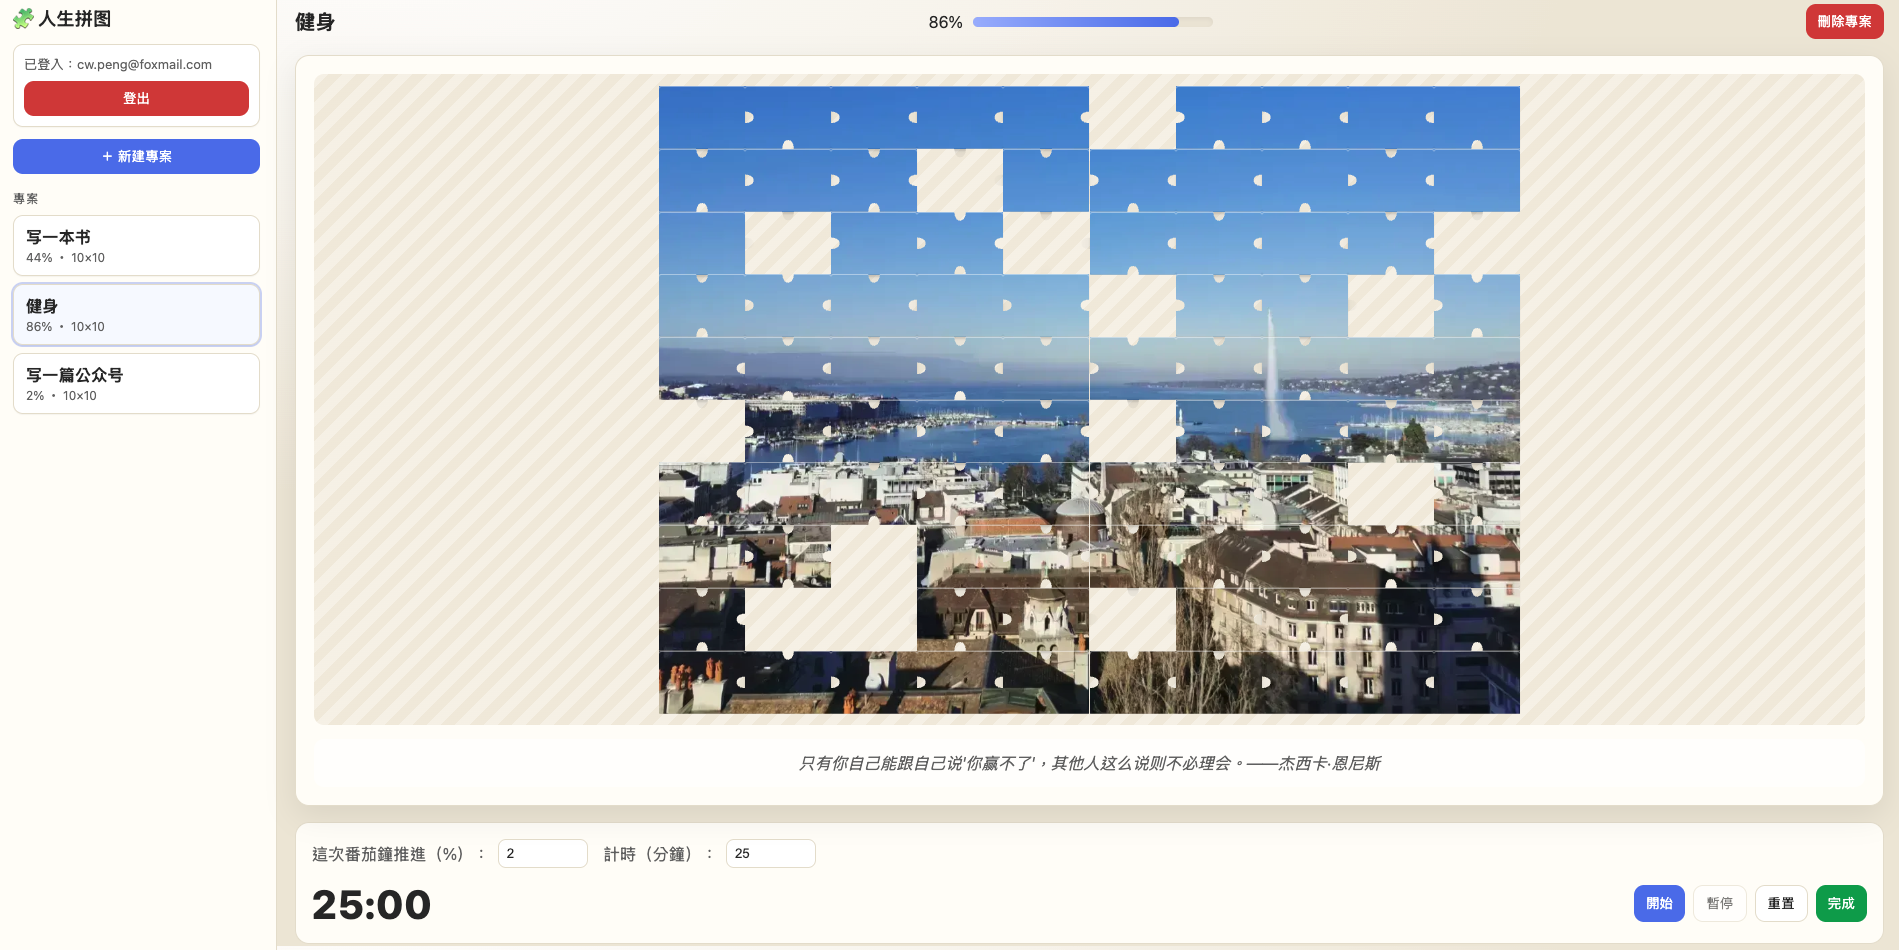 人生拼图
已登入：cw.peng@foxmail.com
登出
+ 新建專案
專案
写一本书
44% • 10×10
健身
86% • 10×10
写一篇公众号
2% • 10×10
健身
86%
刪除專案
只有你自己能跟自己说'你赢不了'，其他人这么说则不必理会。——杰西卡·恩尼斯
這次番茄鐘推進（%）：
2
計時（分鐘）：
25
25:00
開始
暫停
重置
完成